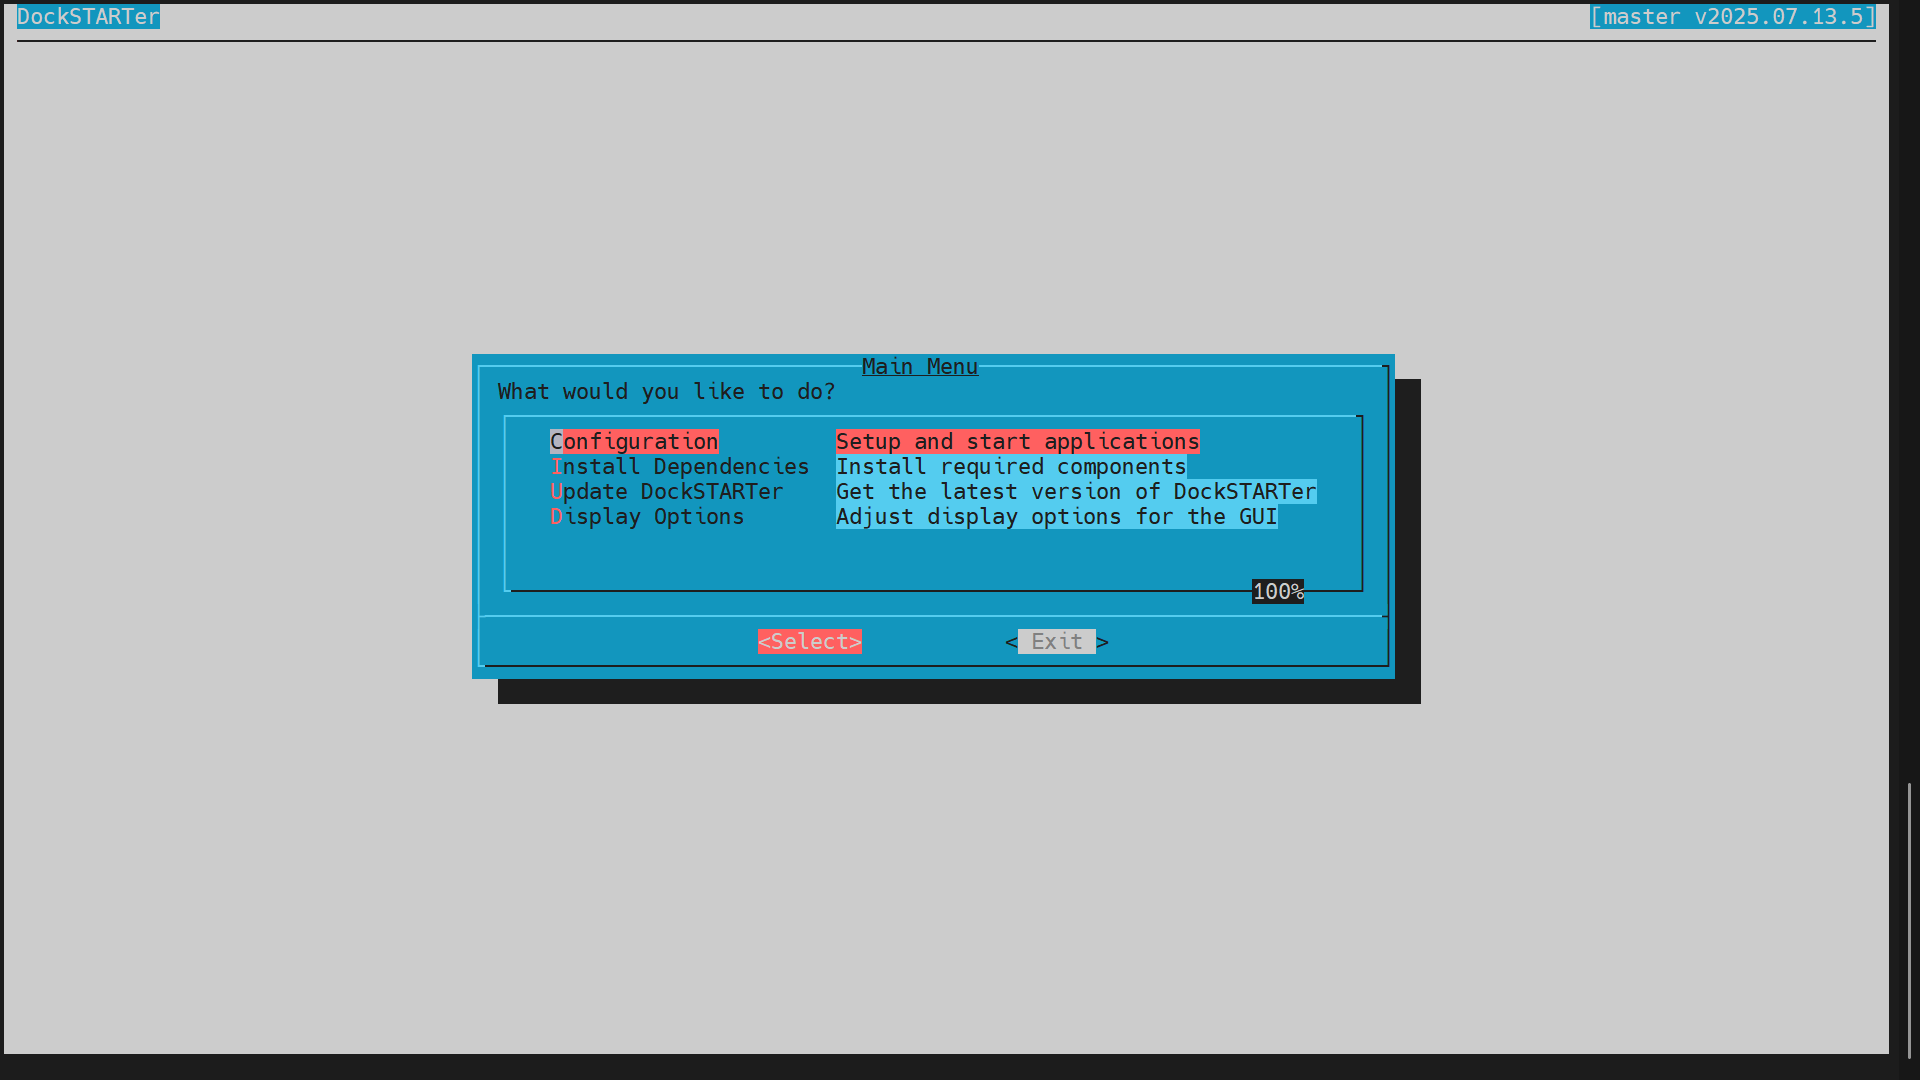 DockSTARTer [master v2025.07.13.5]
Main Menu
What would you like to do?
Configuration Setup and start applications
Install Dependencies Install required components
Update DockSTARTer Get the latest version of DockSTARTer
Display Options Adjust display options for the GUI
100%
<Select> < Exit >